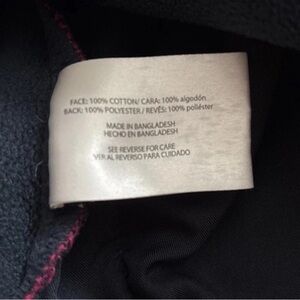 FACE: 100% COTTON/ CARA: 100% algodón
BACK: 100% POLYESTER / REVÉS: 100% poliéster
MADE IN BANGLADESH
HECHO EN BANGLADESH
SEE REVERSE FOR CARE
VER AL REVERSO PARA CUIDADO